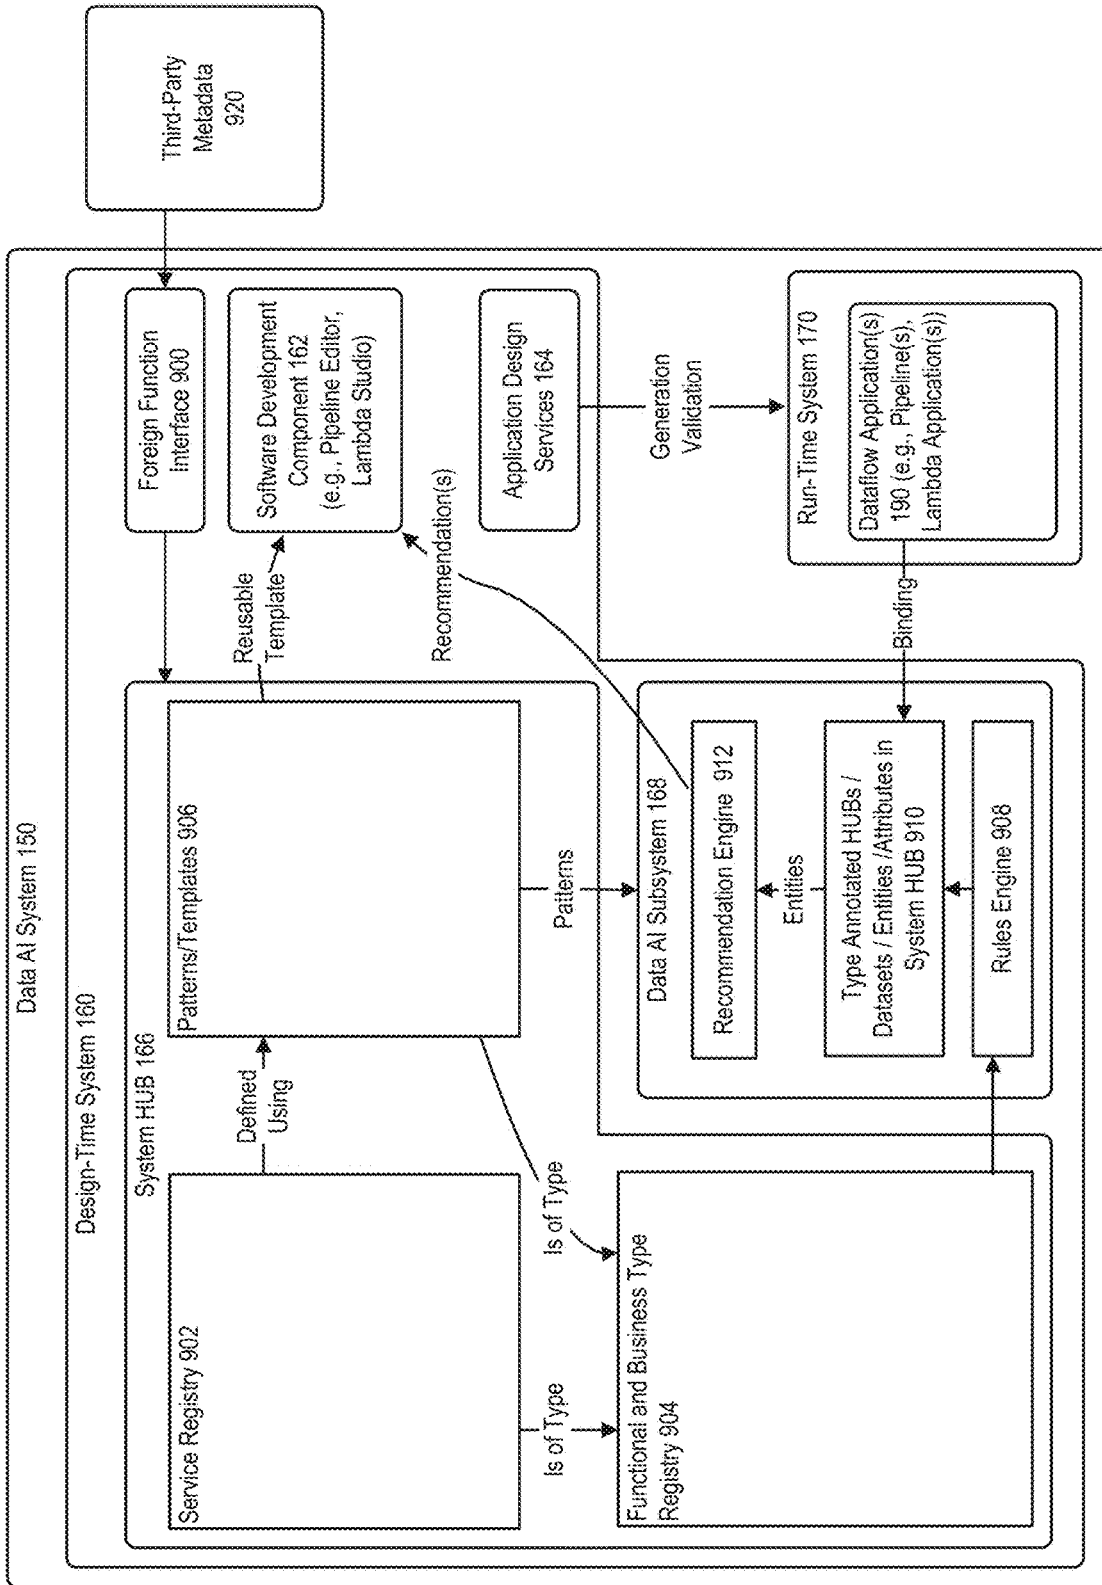 Data AI System 150
Design-Time System 160
System HUB 166
Service Registry 902
Defined
Using
Patterns/Templates 906
Reusable
Template
Foreign Function
Interface 900
Third-Party
Metadata
920
Software Development
Component 162
(e.g., Pipeline Editor,
Lambda Studio)
Recommendation(s)
Application Design
Services 164
Is of Type
Is of Type
Patterns
Functional and Business Type
Registry 904
Data AI Subsystem 168
Recommendation Engine 912
Entities
Type Annotated HUBs /
Datasets / Entities /Attributes in
System HUB 910
Rules Engine 908
Binding
Generation
Validation
Run-Time System 170
Dataflow Application(s)
190 (e.g., Pipeline(s),
Lambda Application(s))